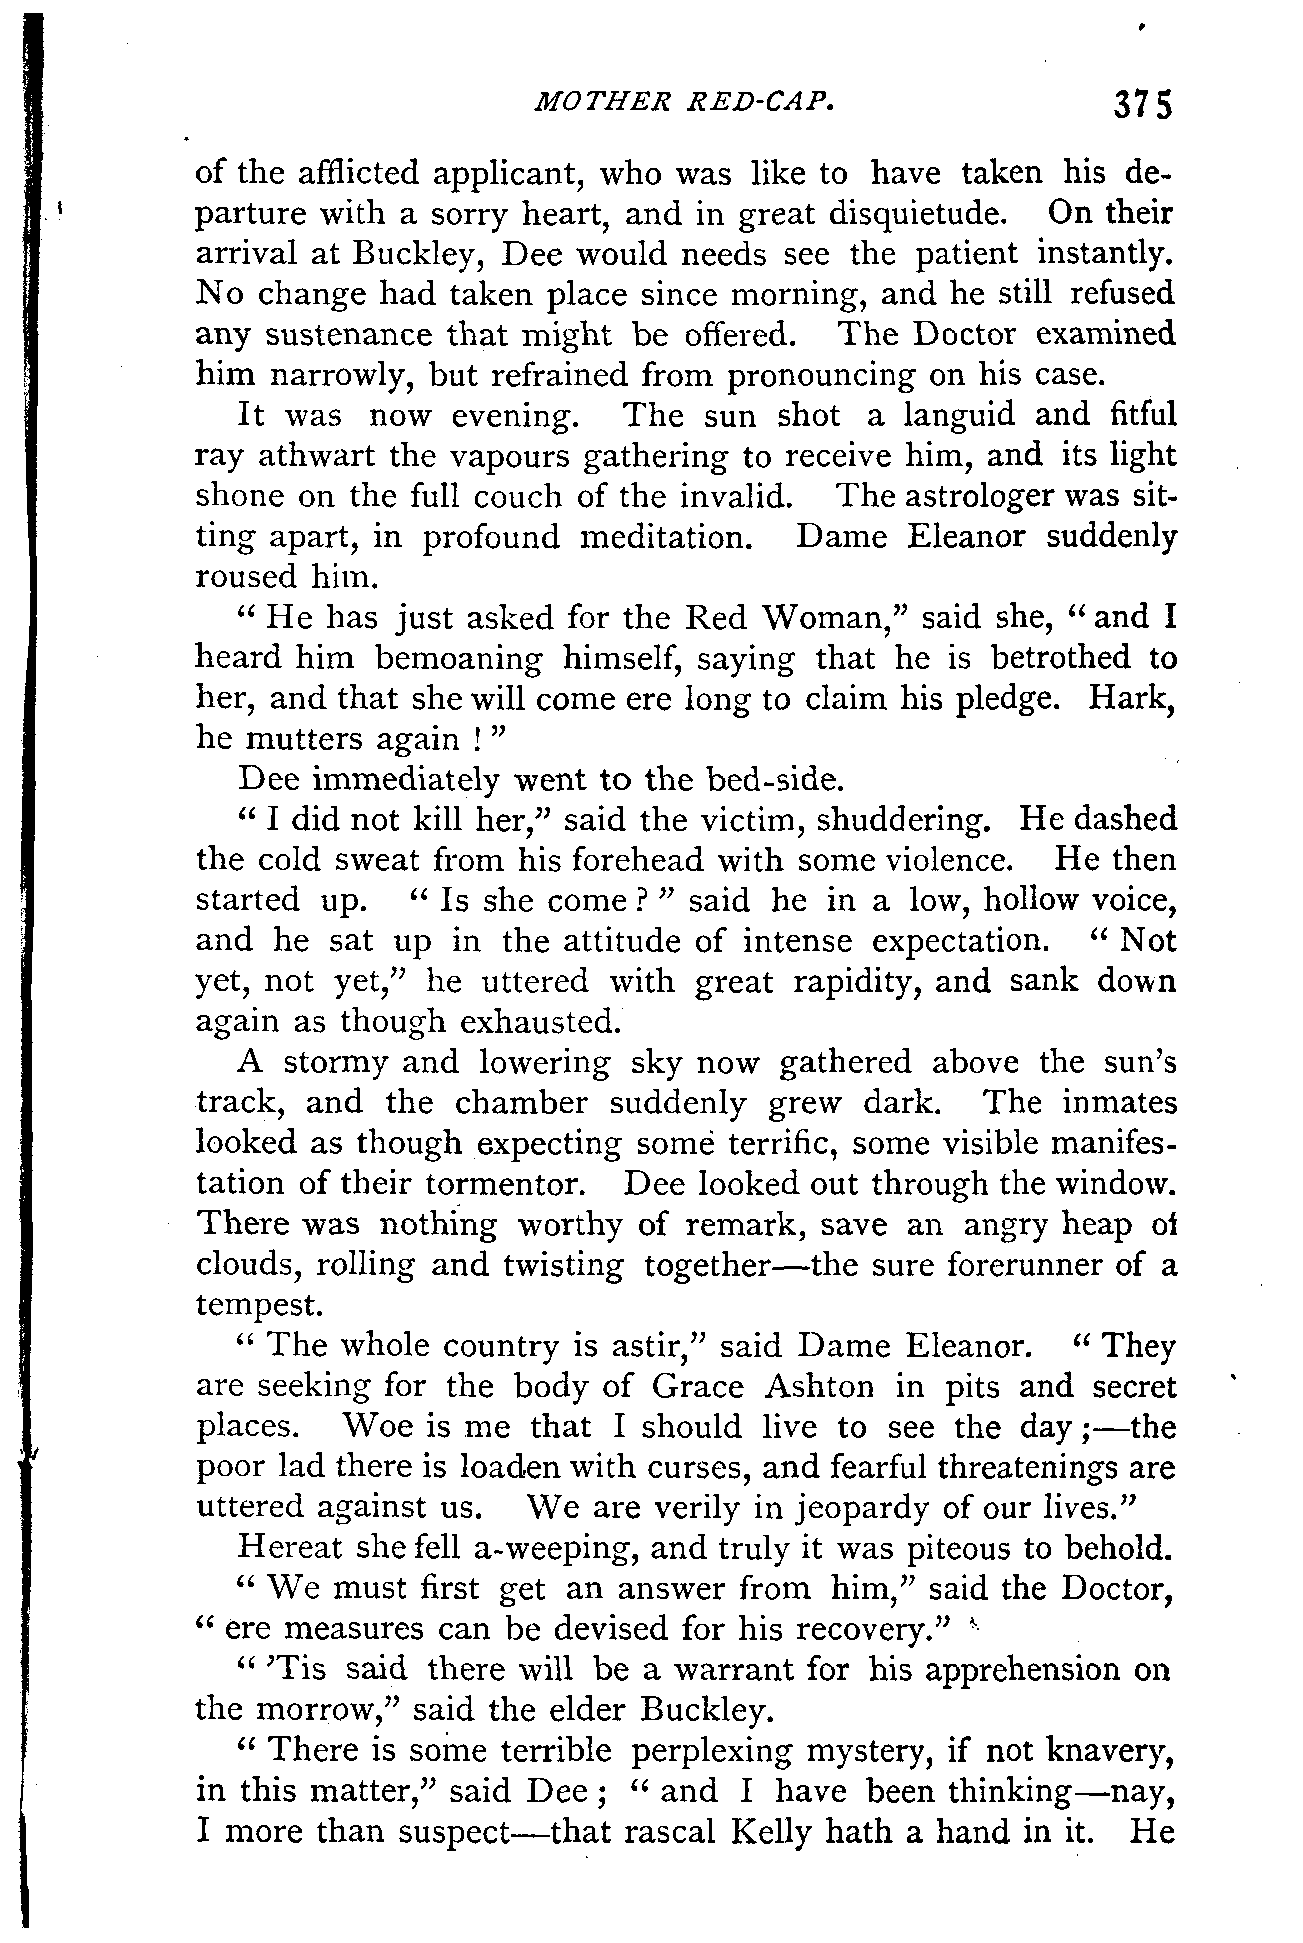 MOTHER RED-CAP. 375
of the afflicted applicant, who was like to have taken his de-
parture with a sorry heart, and in great disquietude. On their
arrival at Buckley, Dee would needs see the patient instantly.
No change had taken place since morning, and he still refused
any sustenance that might be offered. The Doctor examined
him narrowly, but refrained from pronouncing on his case.
It was now evening. The sun shot a languid and fitful
ray athwart the vapours gathering to receive him, and its light
shone on the full couch of the invalid. The astrologer was sit-
ting apart, in profound meditation. Dame Eleanor suddenly
roused him.
“ He has just asked for the Red Woman,” said she, “ and I
heard him bemoaning himself, saying that he is betrothed to
her, and that she will come ere long to claim his pledge. Hark,
he mutters again ! ”
Dee immediately went to the bed-side.
“ I did not kill her,” said the victim, shuddering. He dashed
the cold sweat from his forehead with some violence. He then
started up. “ Is she come ? ” said he in a low, hollow voice,
and he sat up in the attitude of intense expectation. “ Not
yet, not yet,” he uttered with great rapidity, and sank down
again as though exhausted.
A stormy and lowering sky now gathered above the sun’s
track, and the chamber suddenly grew dark. The inmates
looked as though expecting some terrific, some visible manifes-
tation of their tormentor. Dee looked out through the window.
There was nothing worthy of remark, save an angry heap of
clouds, rolling and twisting together—the sure forerunner of a
tempest.
“ The whole country is astir,” said Dame Eleanor. “ They
are seeking for the body of Grace Ashton in pits and secret
places. Woe is me that I should live to see the day ;—the
poor lad there is loaden with curses, and fearful threatenings are
uttered against us. We are verily in jeopardy of our lives.”
Hereat she fell a-weeping, and truly it was piteous to behold.
“ We must first get an answer from him,” said the Doctor,
“ ere measures can be devised for his recovery.”
“ ’Tis said there will be a warrant for his apprehension on
the morrow,” said the elder Buckley.
“ There is some terrible perplexing mystery, if not knavery,
in this matter,” said Dee ; “ and I have been thinking—nay,
I more than suspect—that rascal Kelly hath a hand in it. He